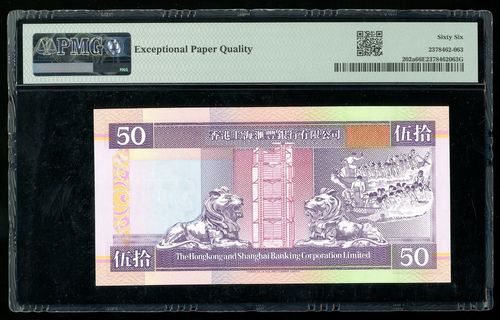 PMG
Exceptional Paper Quality
Sixty Six
2378462-063
202a66E2378462063G
50
香港上海滙豐銀行有限公司
伍拾
伍拾
The Hongkong and Shanghai Banking Corporation Limited
50